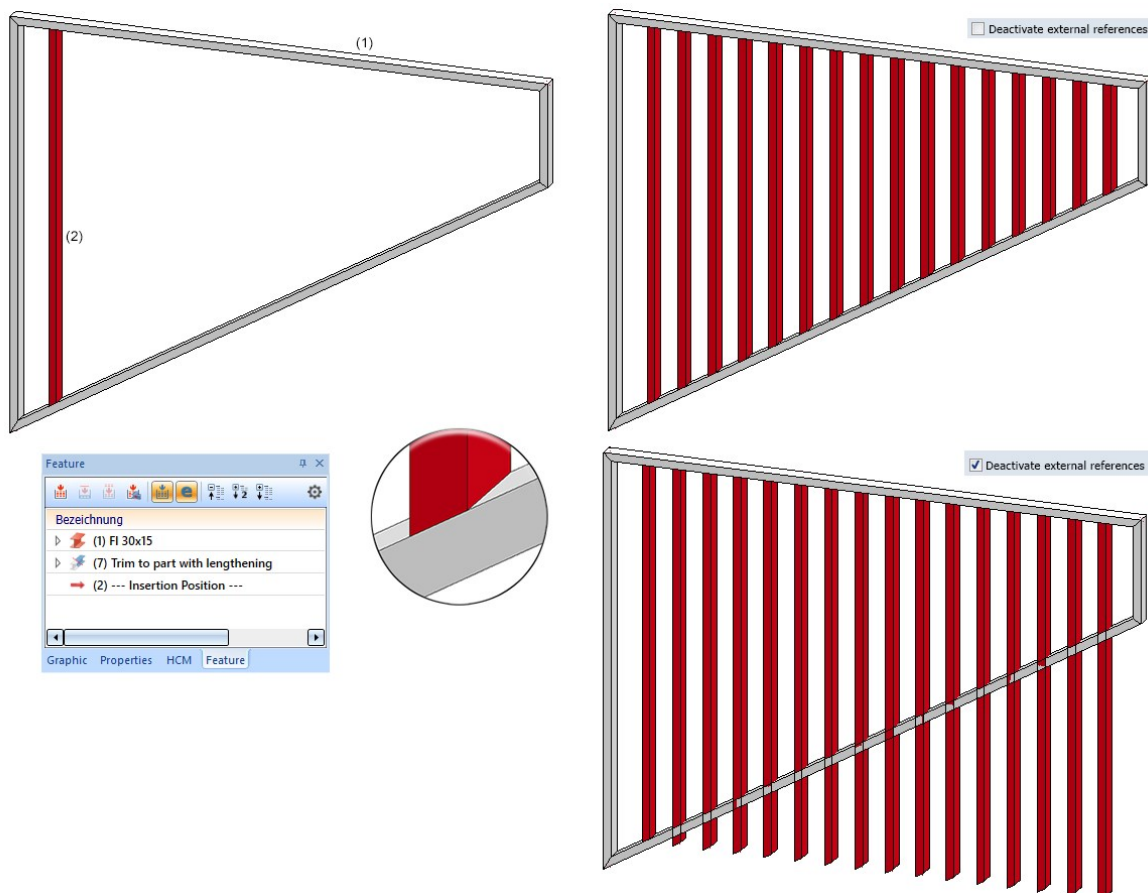 (1)
(2)
Deactivate external references
Feature
Bezeichnung
(1) FI 30x15
(7) Trim to part with lengthening
(2) --- Insertion Position ---
Graphic Properties HCM Feature
Deactivate external references